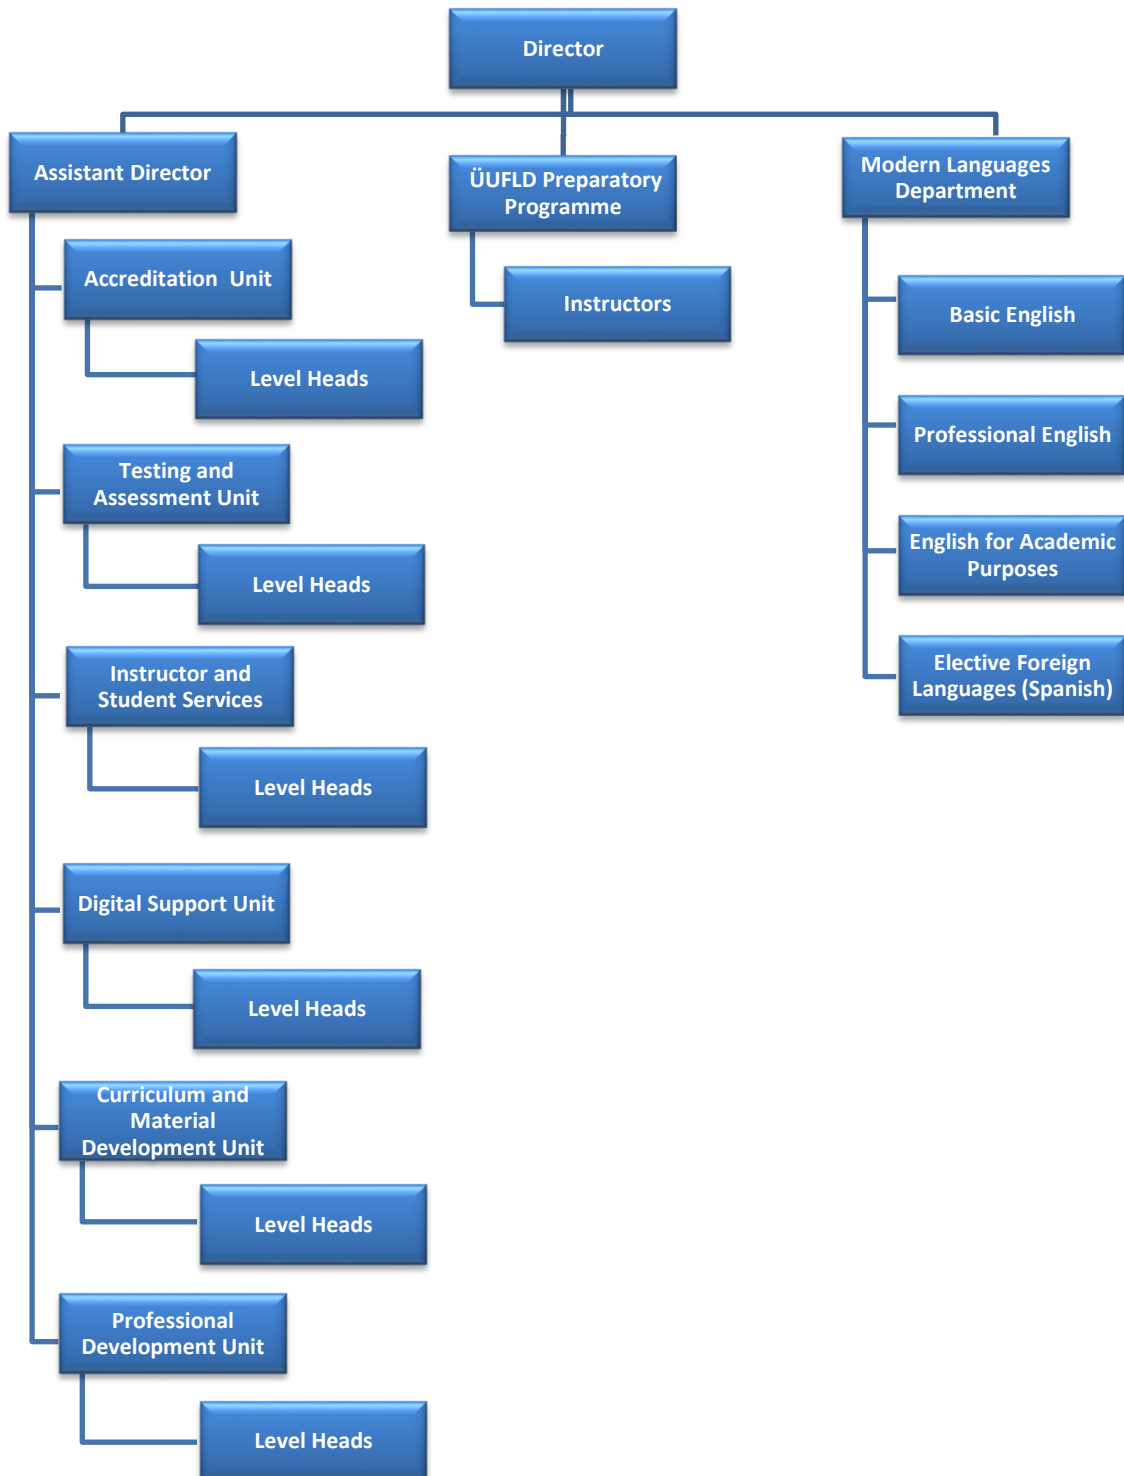 Director
Assistant Director
ÜUFLD Preparatory
Programme
Modern Languages
Department
Accreditation  Unit
Level Heads
Testing and
Assessment Unit
Level Heads
Instructor and
Student Services
Level Heads
Digital Support Unit
Level Heads
Curriculum and
Material
Development Unit
Level Heads
Professional
Development Unit
Level Heads
Instructors
Basic English
Professional English
English for Academic
Purposes
Elective Foreign
Languages (Spanish)